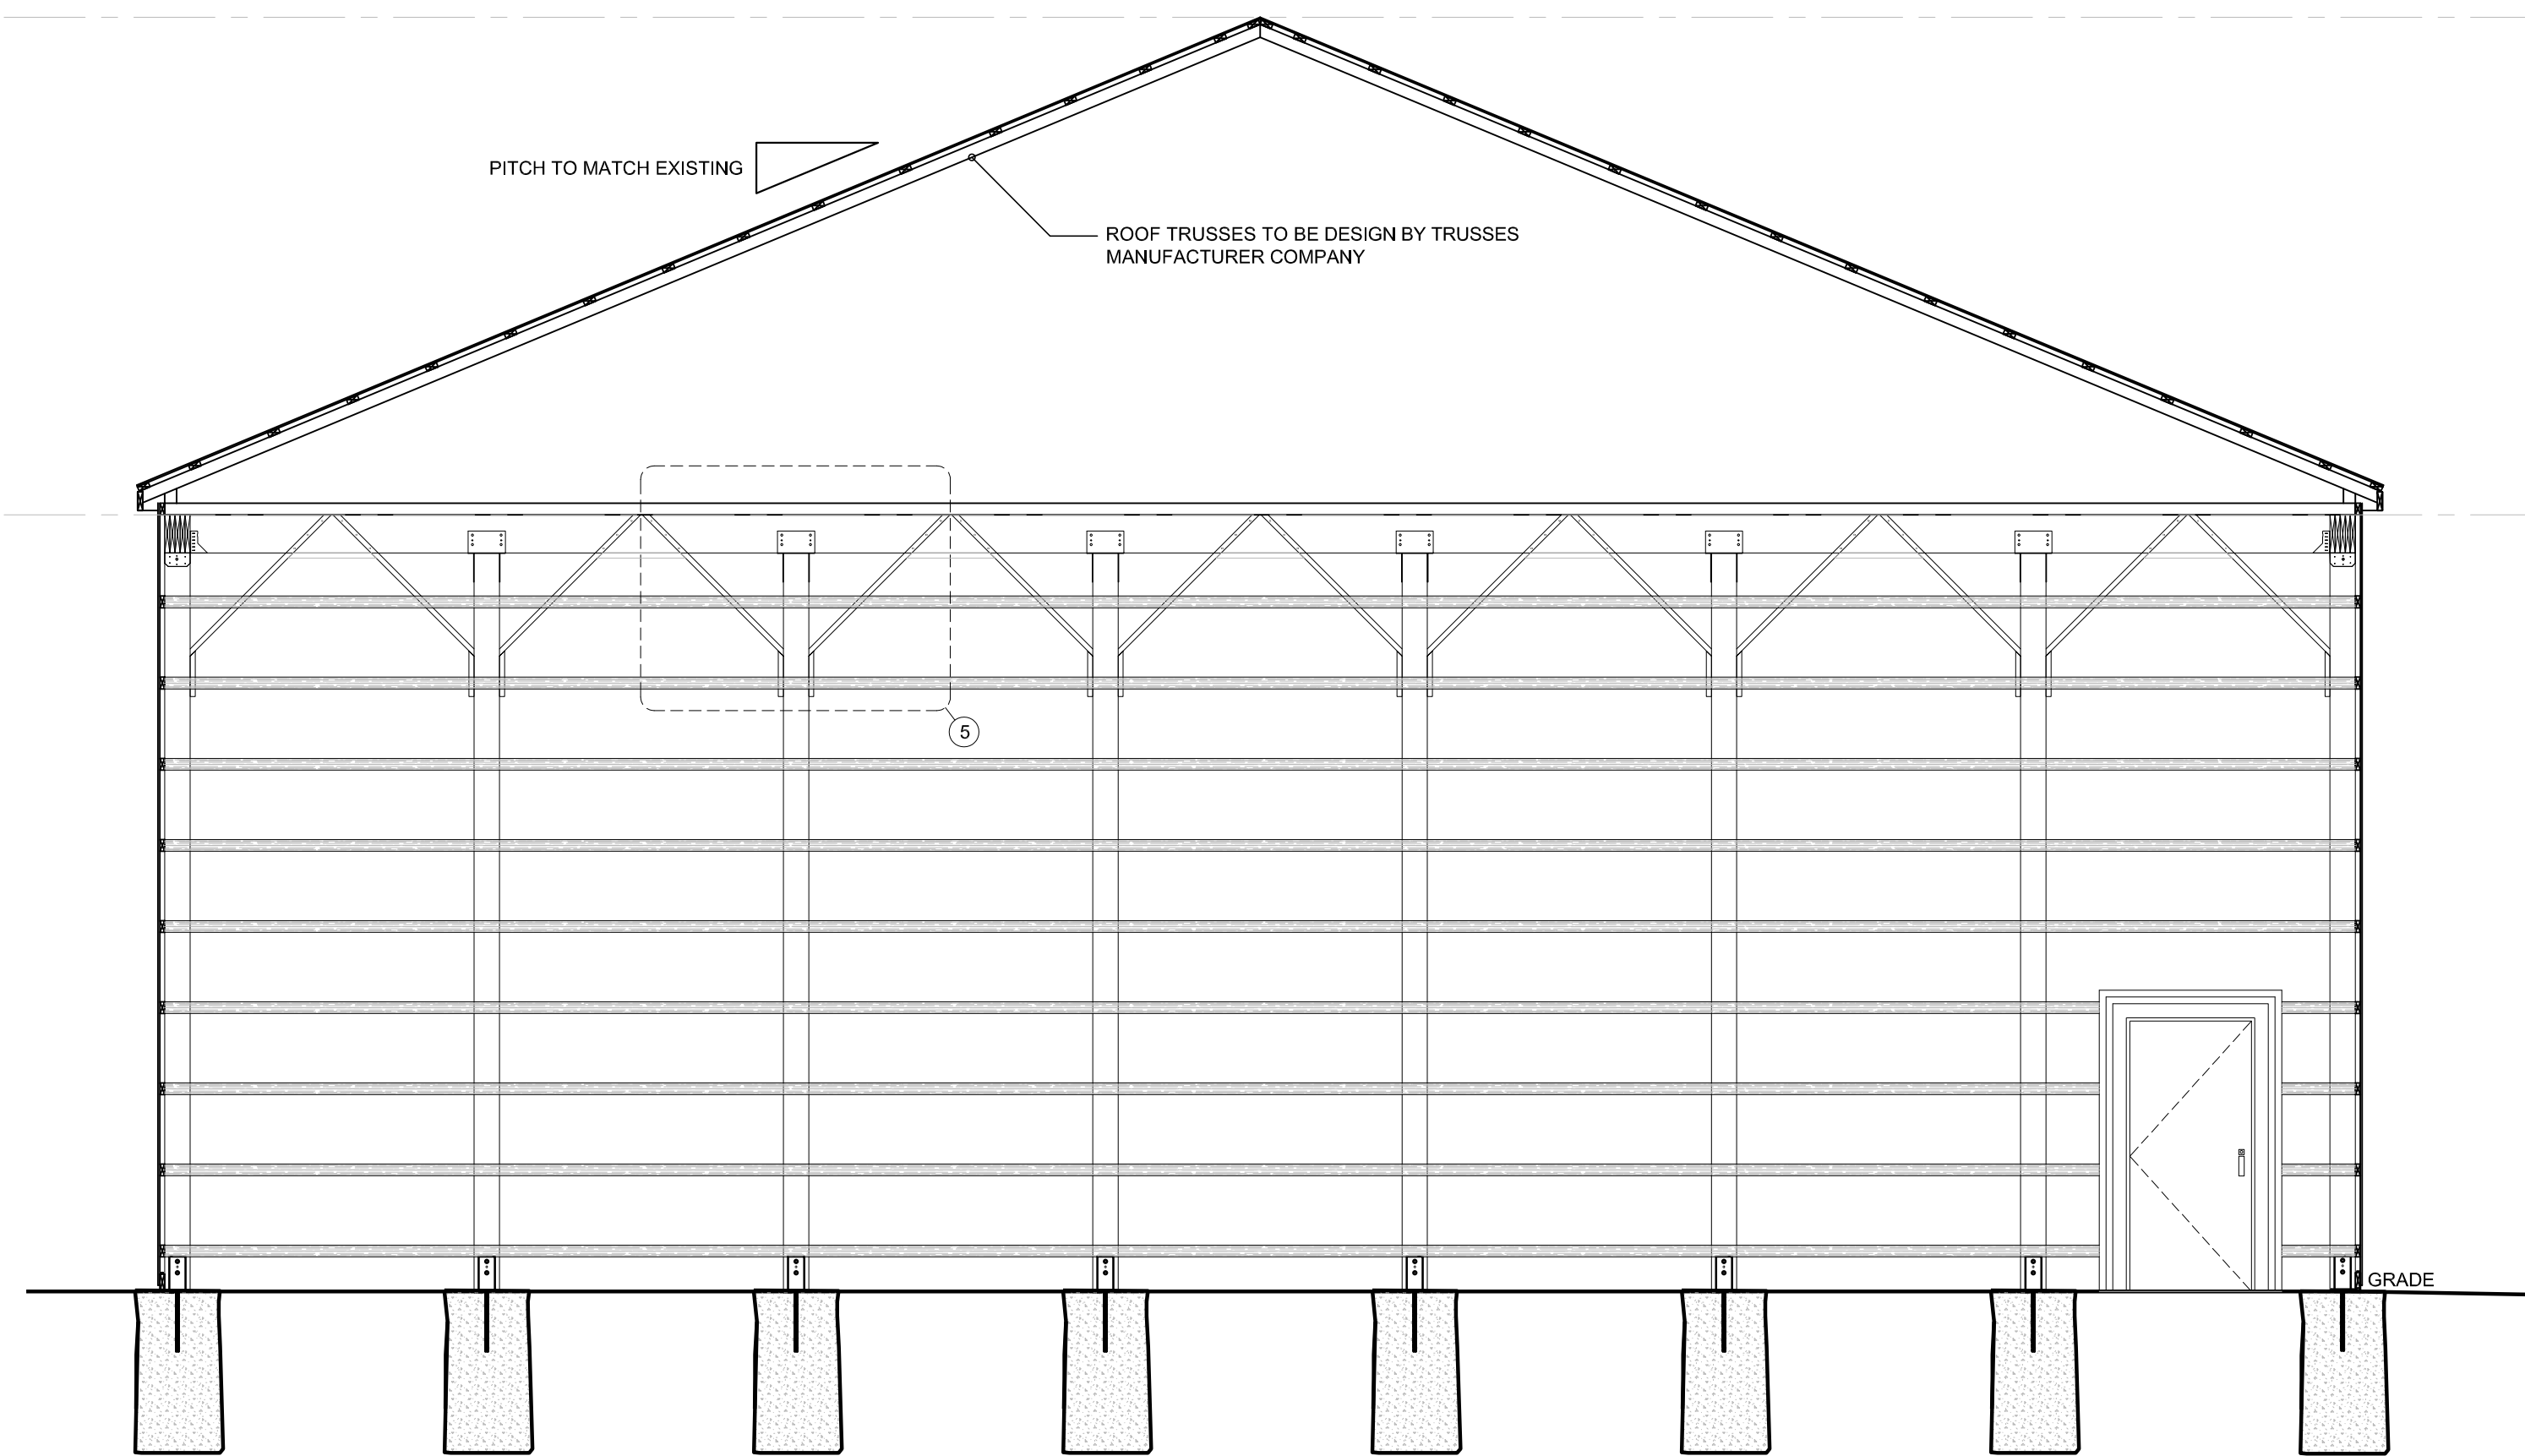 PITCH TO MATCH EXISTING
ROOF TRUSSES TO BE DESIGN BY TRUSSES
MANUFACTURER COMPANY
5
GRADE